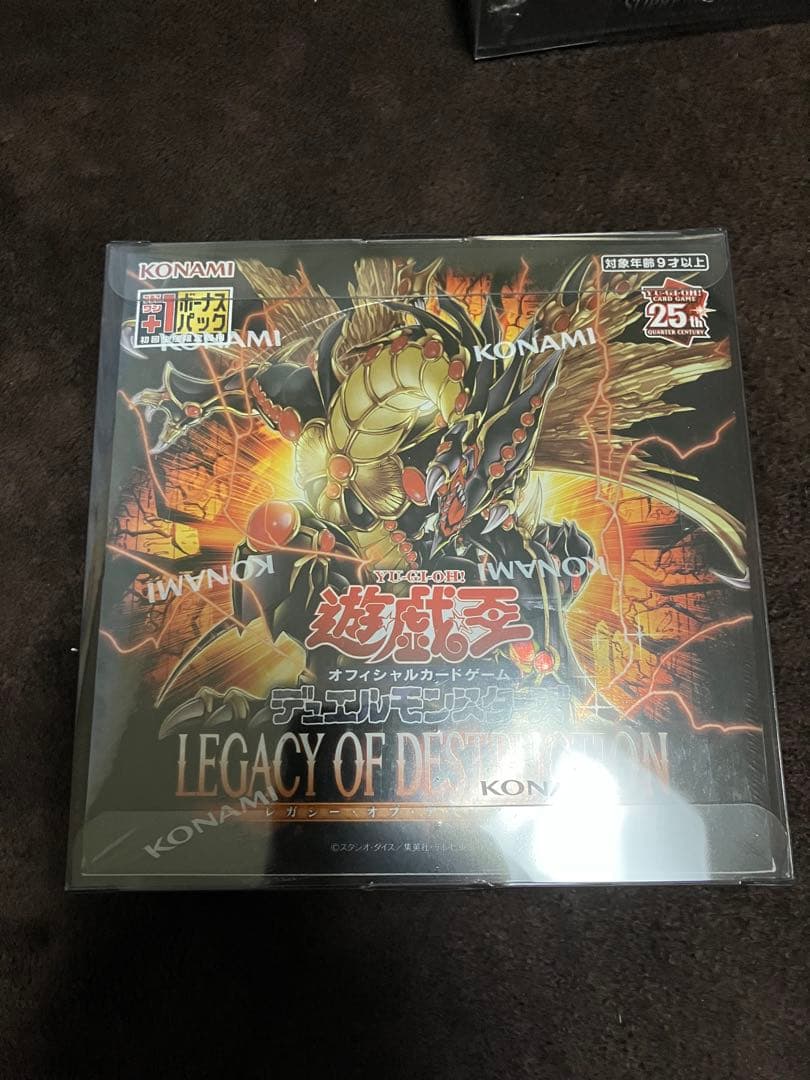 KONAMI
対象年齢9才以上
+1
ボーナス
パック
YU-GI-OH!
CARD GAME
25th
QUARTER CENTURY
KONAMI
KONAMI
KONAMI
KONAMI
YU-GI-OH!
遊☆戯☆王
オフィシャルカードゲーム
デュエルモンスターズ
LEGACY OF DESTRUCTION
KONAMI
レガシー・オブ・
©スタジオ・ダイス/集英社・テレビ